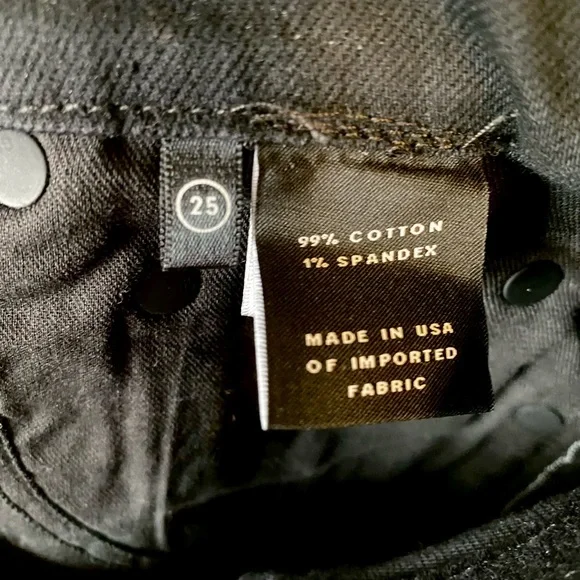 25
99% COTTON
1% SPANDEX
MADE IN USA
OF IMPORTED
FABRIC